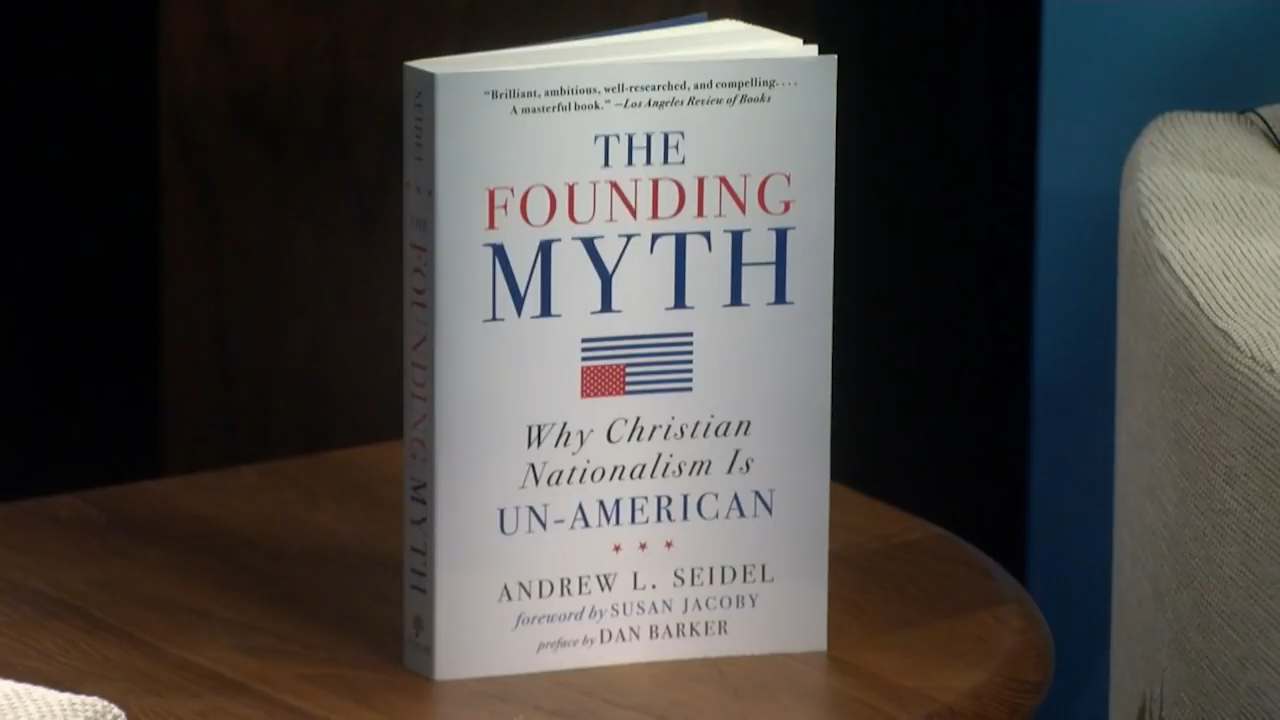 “Brilliant, ambitious, well-researched, and compelling. . . .
A masterful book.” —Los Angeles Review of Books
THE
FOUNDING
MYTH
Why Christian
Nationalism Is
UN-AMERICAN
ANDREW L. SEIDEL
foreword by SUSAN JACOBY
preface by DAN BARKER
SEIDEL THE FOUNDING MYTH